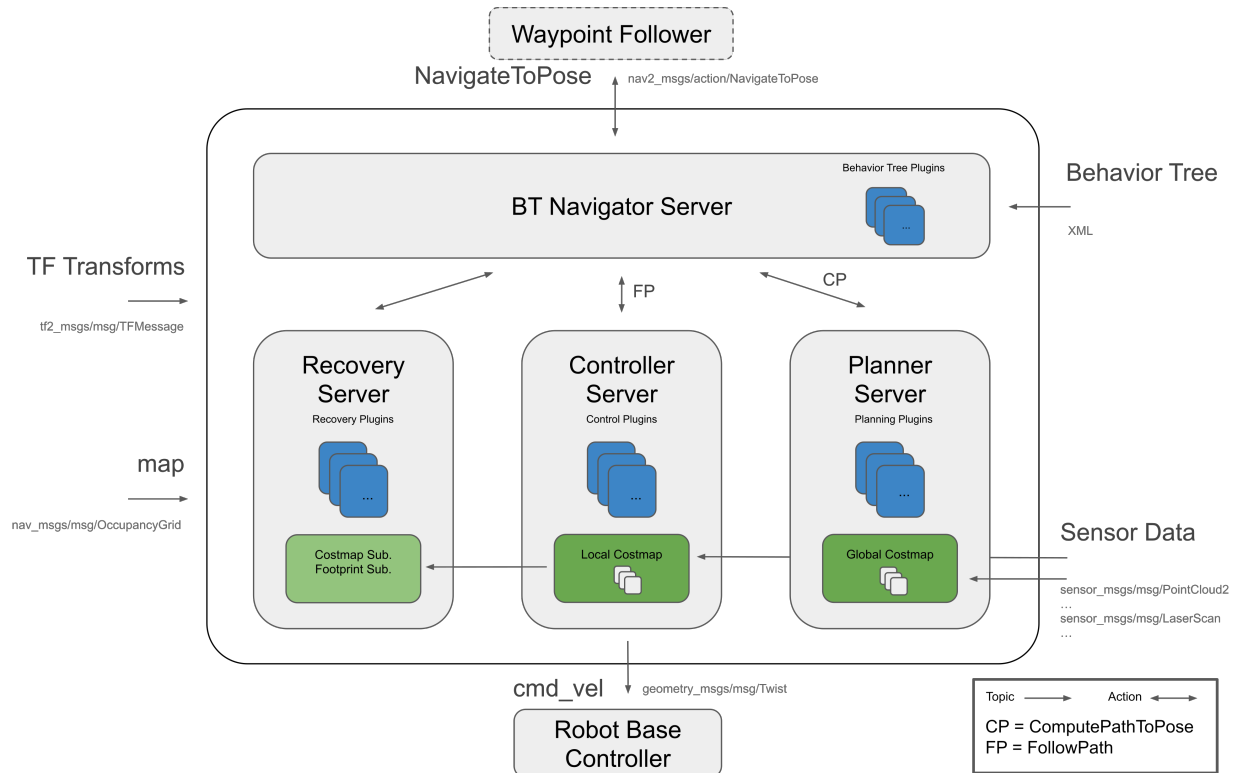 Waypoint Follower
NavigateToPose
nav2_msgs/action/NavigateToPose
Behavior Tree Plugins
BT Navigator Server
...
Behavior Tree
XML
TF Transforms
tf2_msgs/msg/TFMessage
FP
CP
Recovery
Server
Recovery Plugins
...
Costmap Sub.
Footprint Sub.
Controller
Server
Control Plugins
...
Local Costmap
Planner
Server
Planning Plugins
...
Global Costmap
map
nav_msgs/msg/OccupancyGrid
Sensor Data
sensor_msgs/msg/PointCloud2
...
sensor_msgs/msg/LaserScan
...
cmd_vel
geometry_msgs/msg/Twist
Robot Base
Controller
Topic
Action
CP = ComputePathToPose
FP = FollowPath